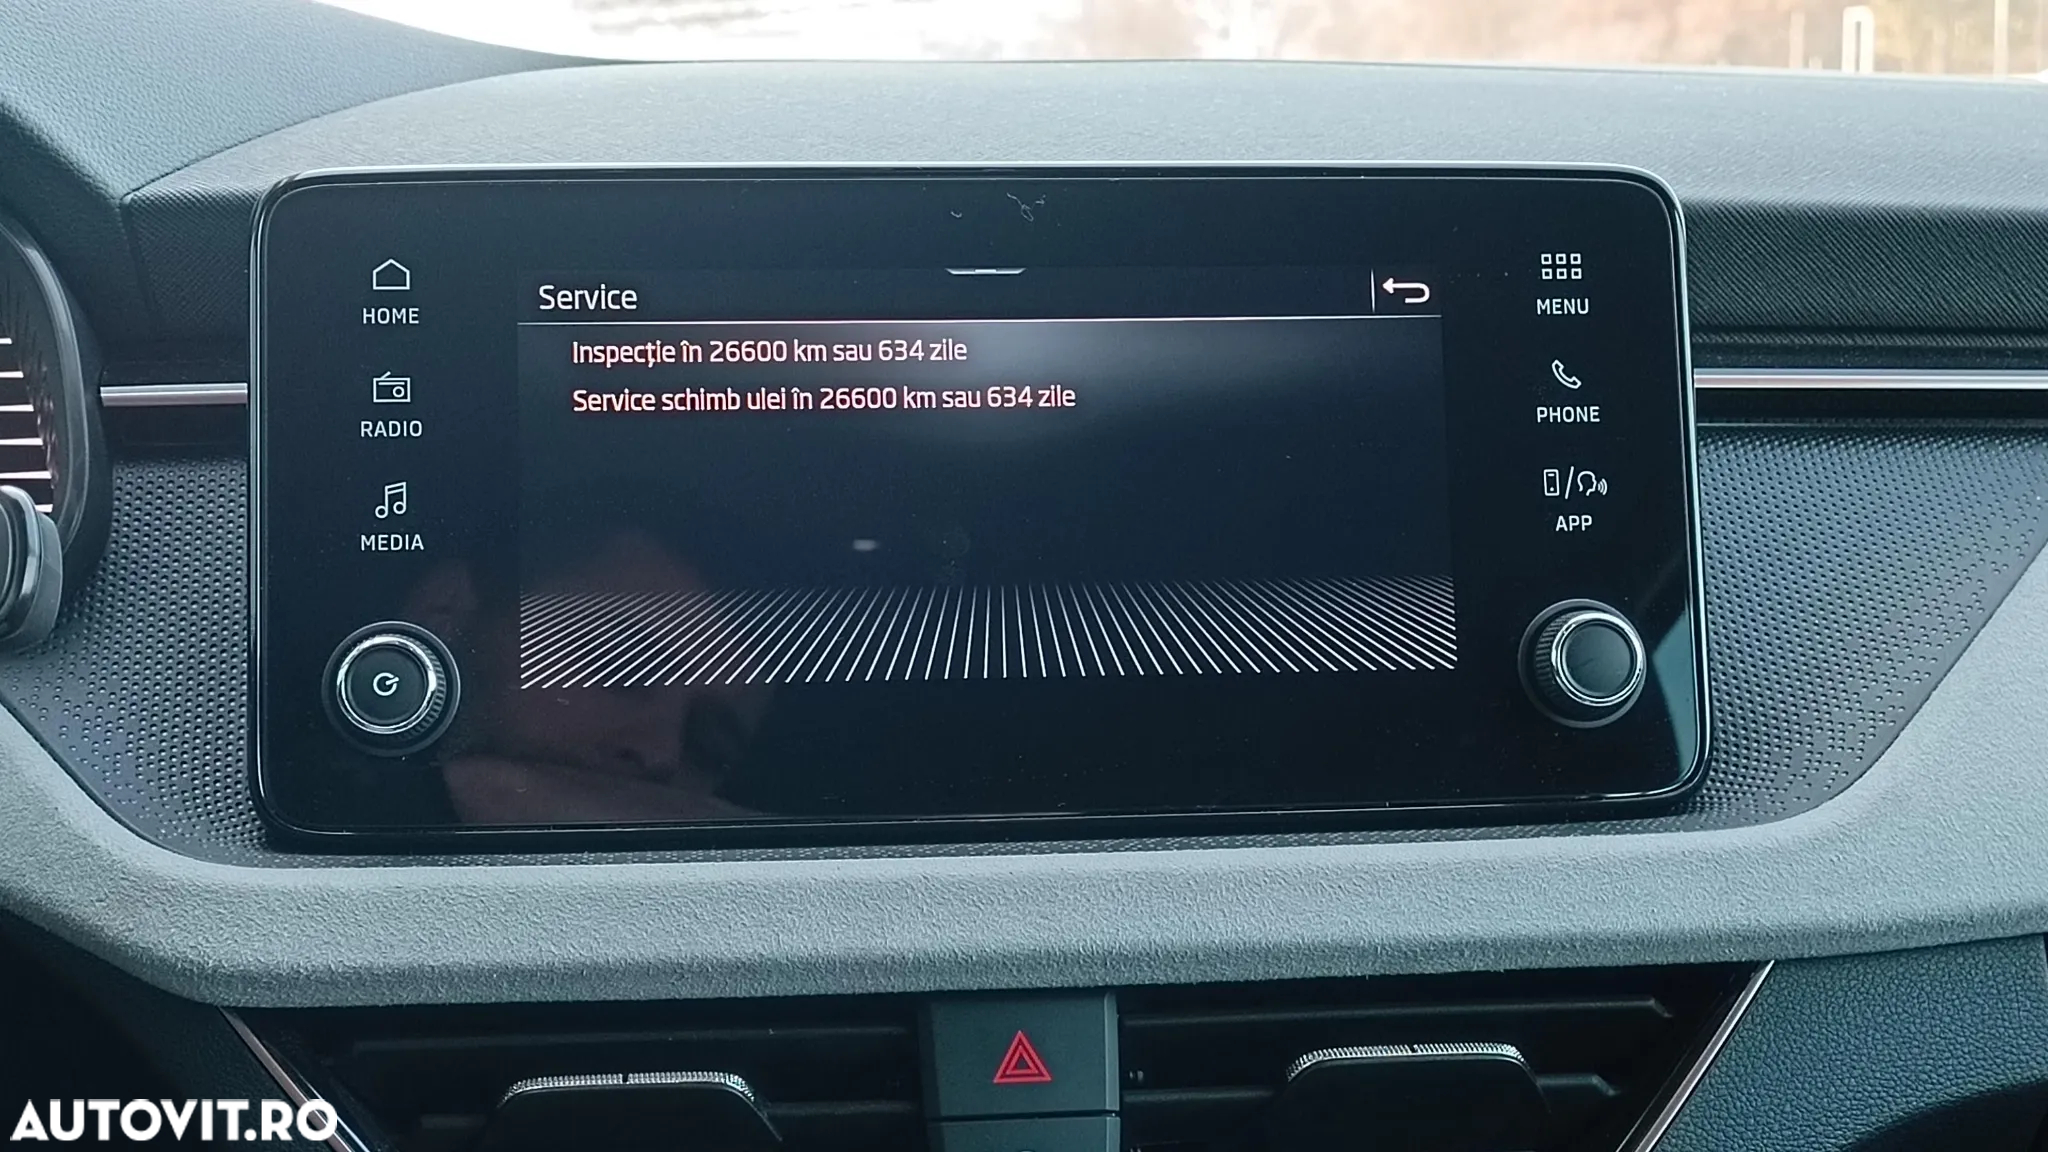 Service
Inspecție în 26600 km sau 634 zile
Service schimb ulei în 26600 km sau 634 zile
HOME
RADIO
MEDIA
MENU
PHONE
APP
AUTOVIT.RO